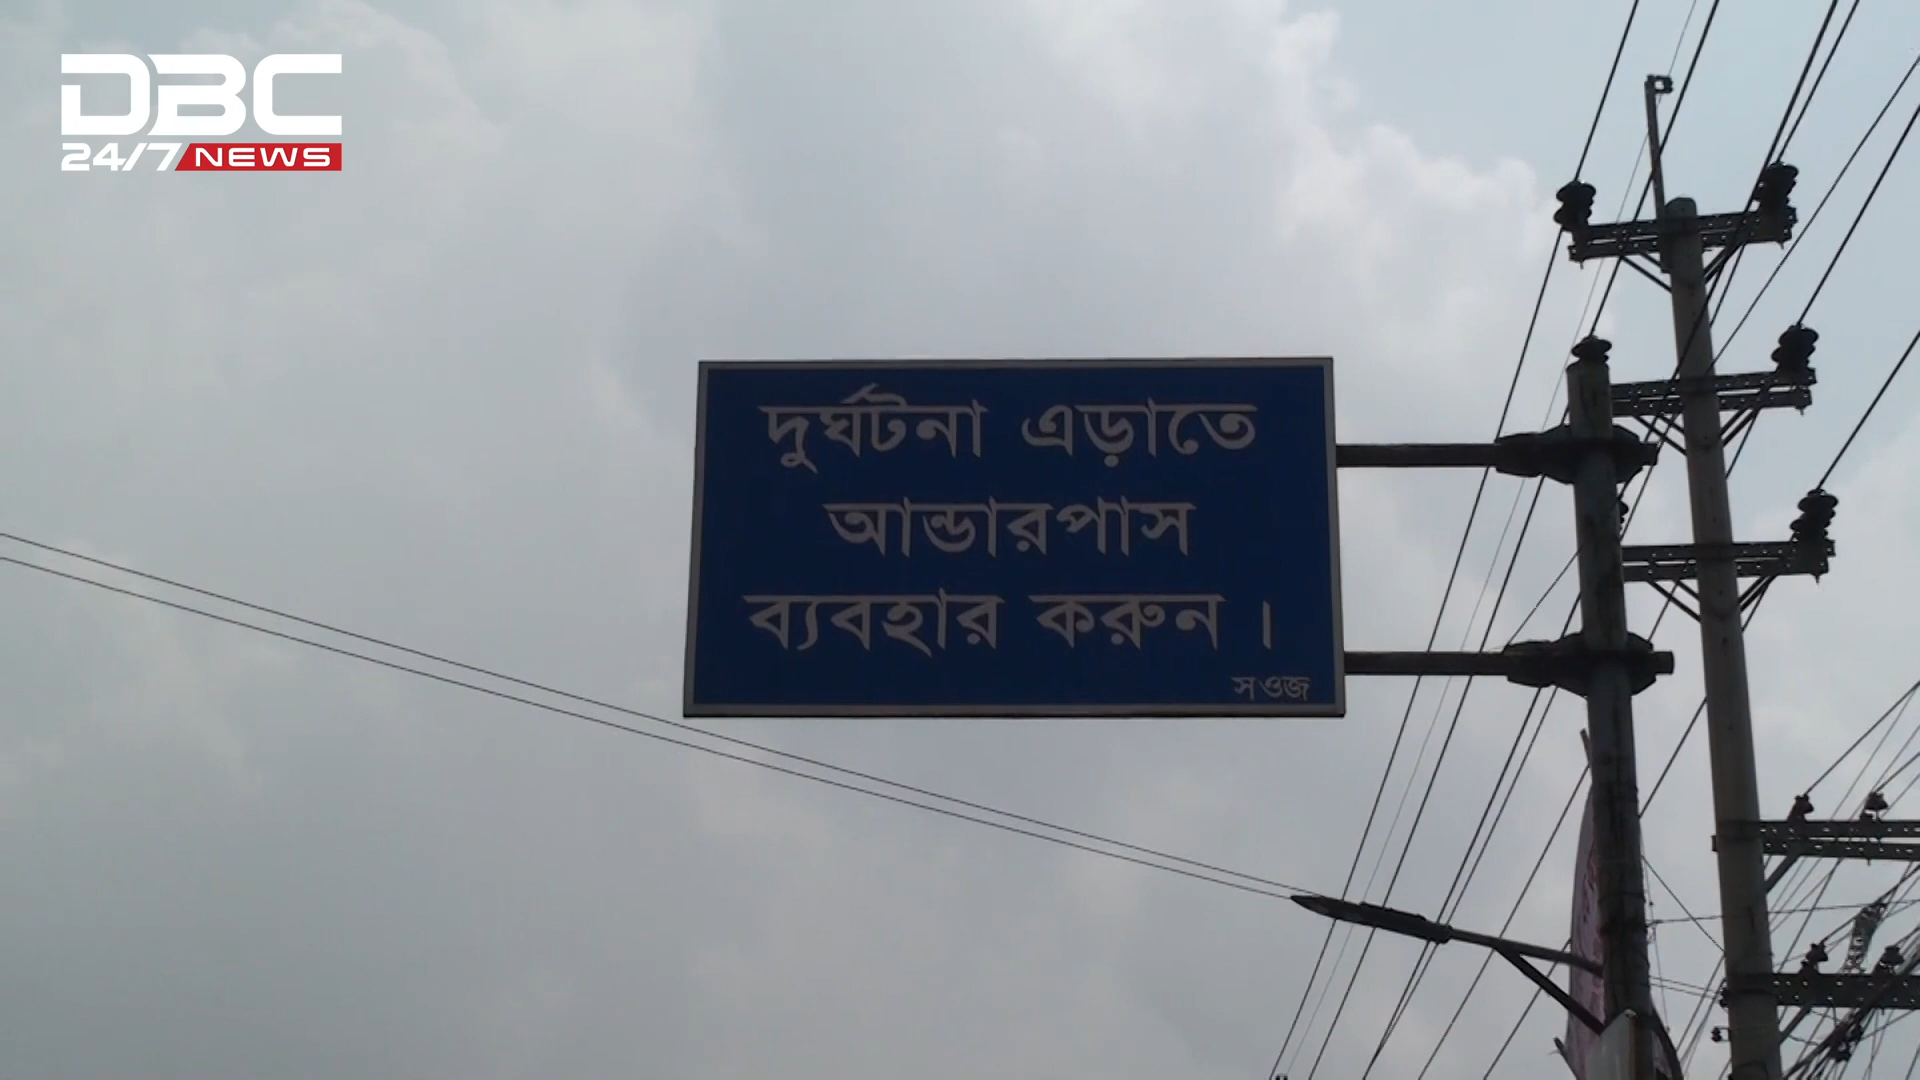 DBC
24/7 NEWS
দুর্ঘটনা এড়াতে
আন্ডারপাস
ব্যবহার করুন ।
সওজ